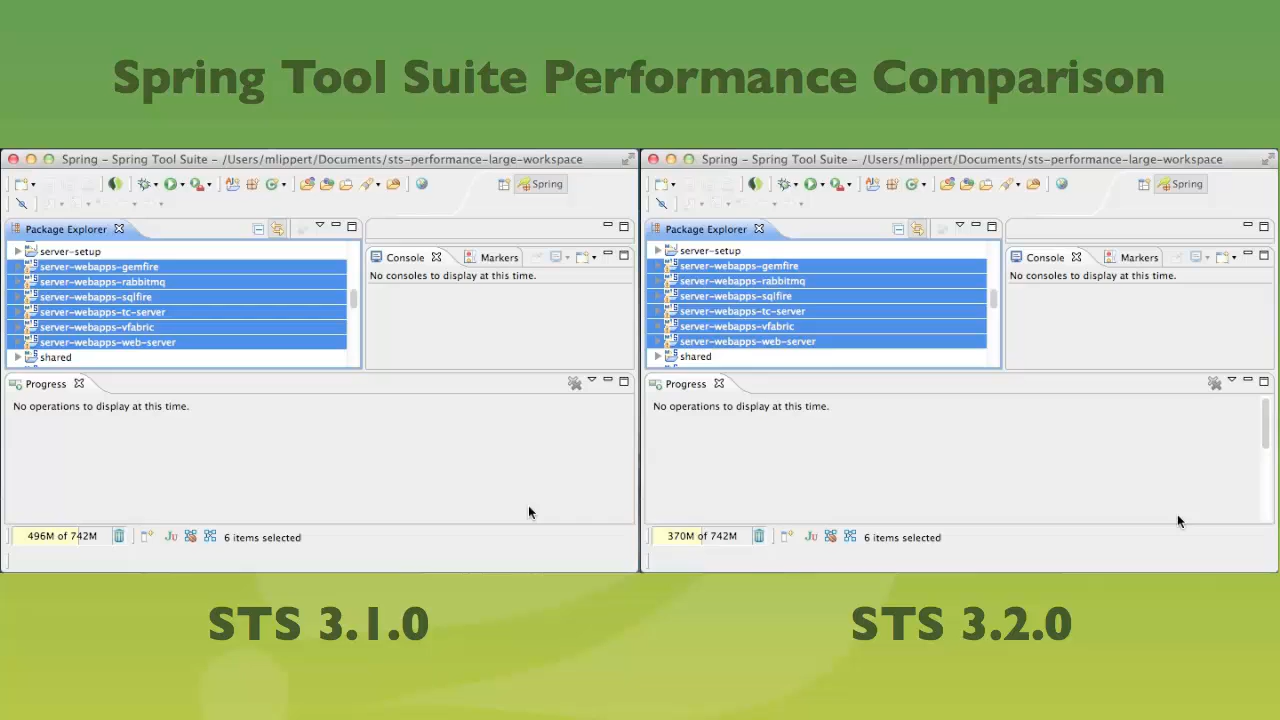 Spring Tool Suite Performance Comparison
Spring – Spring Tool Suite – /Users/mlippert/Documents/sts-performance-large-workspace
Spring
Package Explorer
server-setup
server-webapps-gemfire
server-webapps-rabbitmq
server-webapps-sqlfire
server-webapps-tc-server
server-webapps-vfabric
server-webapps-web-server
shared
Console Markers
No consoles to display at this time.
Progress
No operations to display at this time.
496M of 742M
Ju
6 items selected
Spring – Spring Tool Suite – /Users/mlippert/Documents/sts-performance-large-workspace
Spring
Package Explorer
server-setup
server-webapps-gemfire
server-webapps-rabbitmq
server-webapps-sqlfire
server-webapps-tc-server
server-webapps-vfabric
server-webapps-web-server
shared
Console Markers
No consoles to display at this time.
Progress
No operations to display at this time.
370M of 742M
Ju
6 items selected
STS 3.1.0
STS 3.2.0